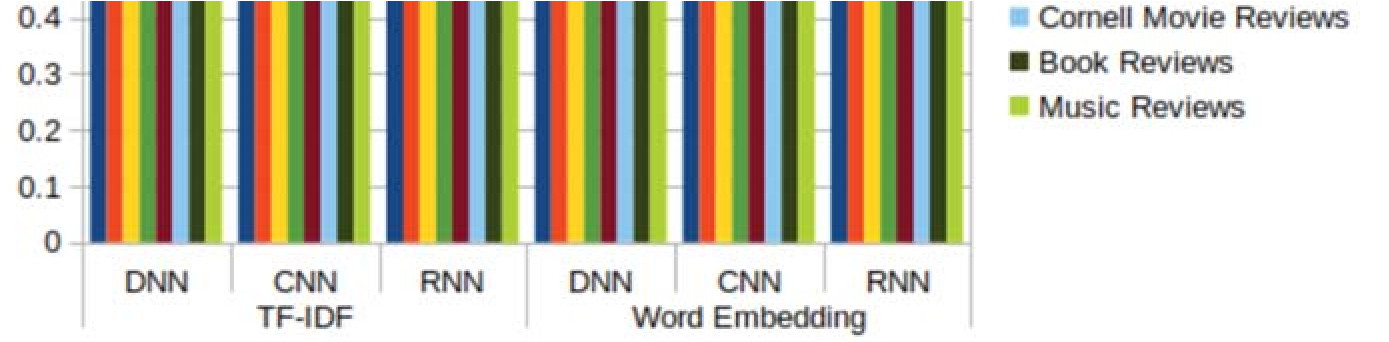 0.4
0.3
0.2
0.1
0
DNN CNN RNN DNN CNN RNN
TF-IDF Word Embedding
Cornell Movie Reviews
Book Reviews
Music Reviews